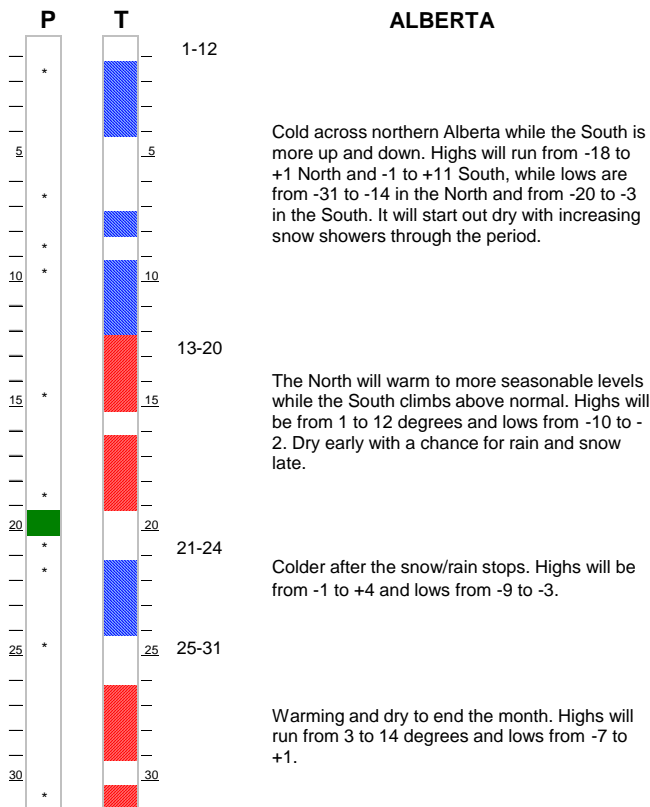 P T ALBERTA
1-12
*
Cold across northern Alberta while the South is
more up and down. Highs will run from -18 to
5 5
+1 North and -1 to +11 South, while lows are
*
from -31 to -14 in the North and from -20 to -3
in the South. It will start out dry with increasing
*
snow showers through the period.
*
10 10
13-20
The North will warm to more seasonable levels
*
while the South climbs above normal. Highs will
15 15
be from 1 to 12 degrees and lows from -10 to -
2. Dry early with a chance for rain and snow
late.
*
20 20
*
21-24
*
Colder after the snow/rain stops. Highs will be
from -1 to +4 and lows from -9 to -3.
*
25 25 25-31
Warming and dry to end the month. Highs will
run from 3 to 14 degrees and lows from -7 to
+1.
30 30
*